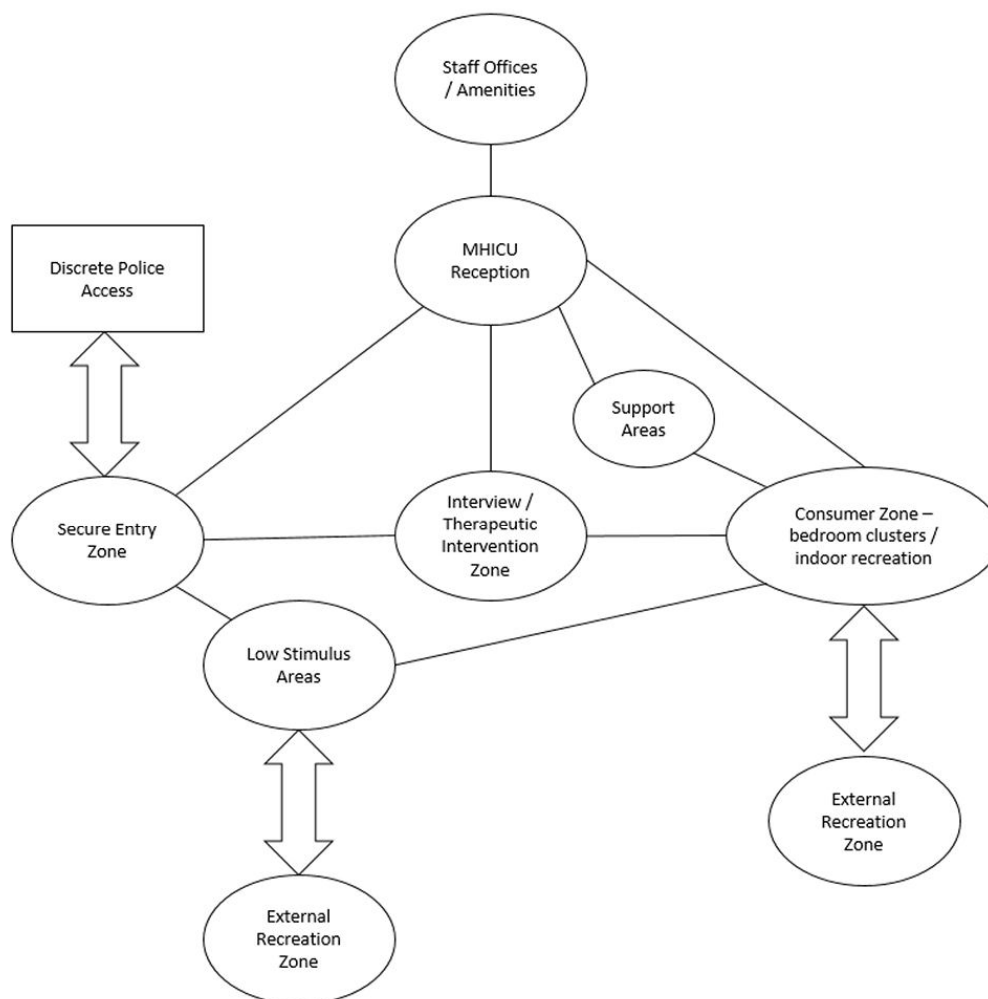 Staff Offices
/ Amenities
MHICU
Reception
Discrete Police
Access
Support
Areas
Secure Entry
Zone
Interview /
Therapeutic
Intervention
Zone
Consumer Zone –
bedroom clusters /
indoor recreation
Low Stimulus
Areas
External
Recreation
Zone
External
Recreation
Zone